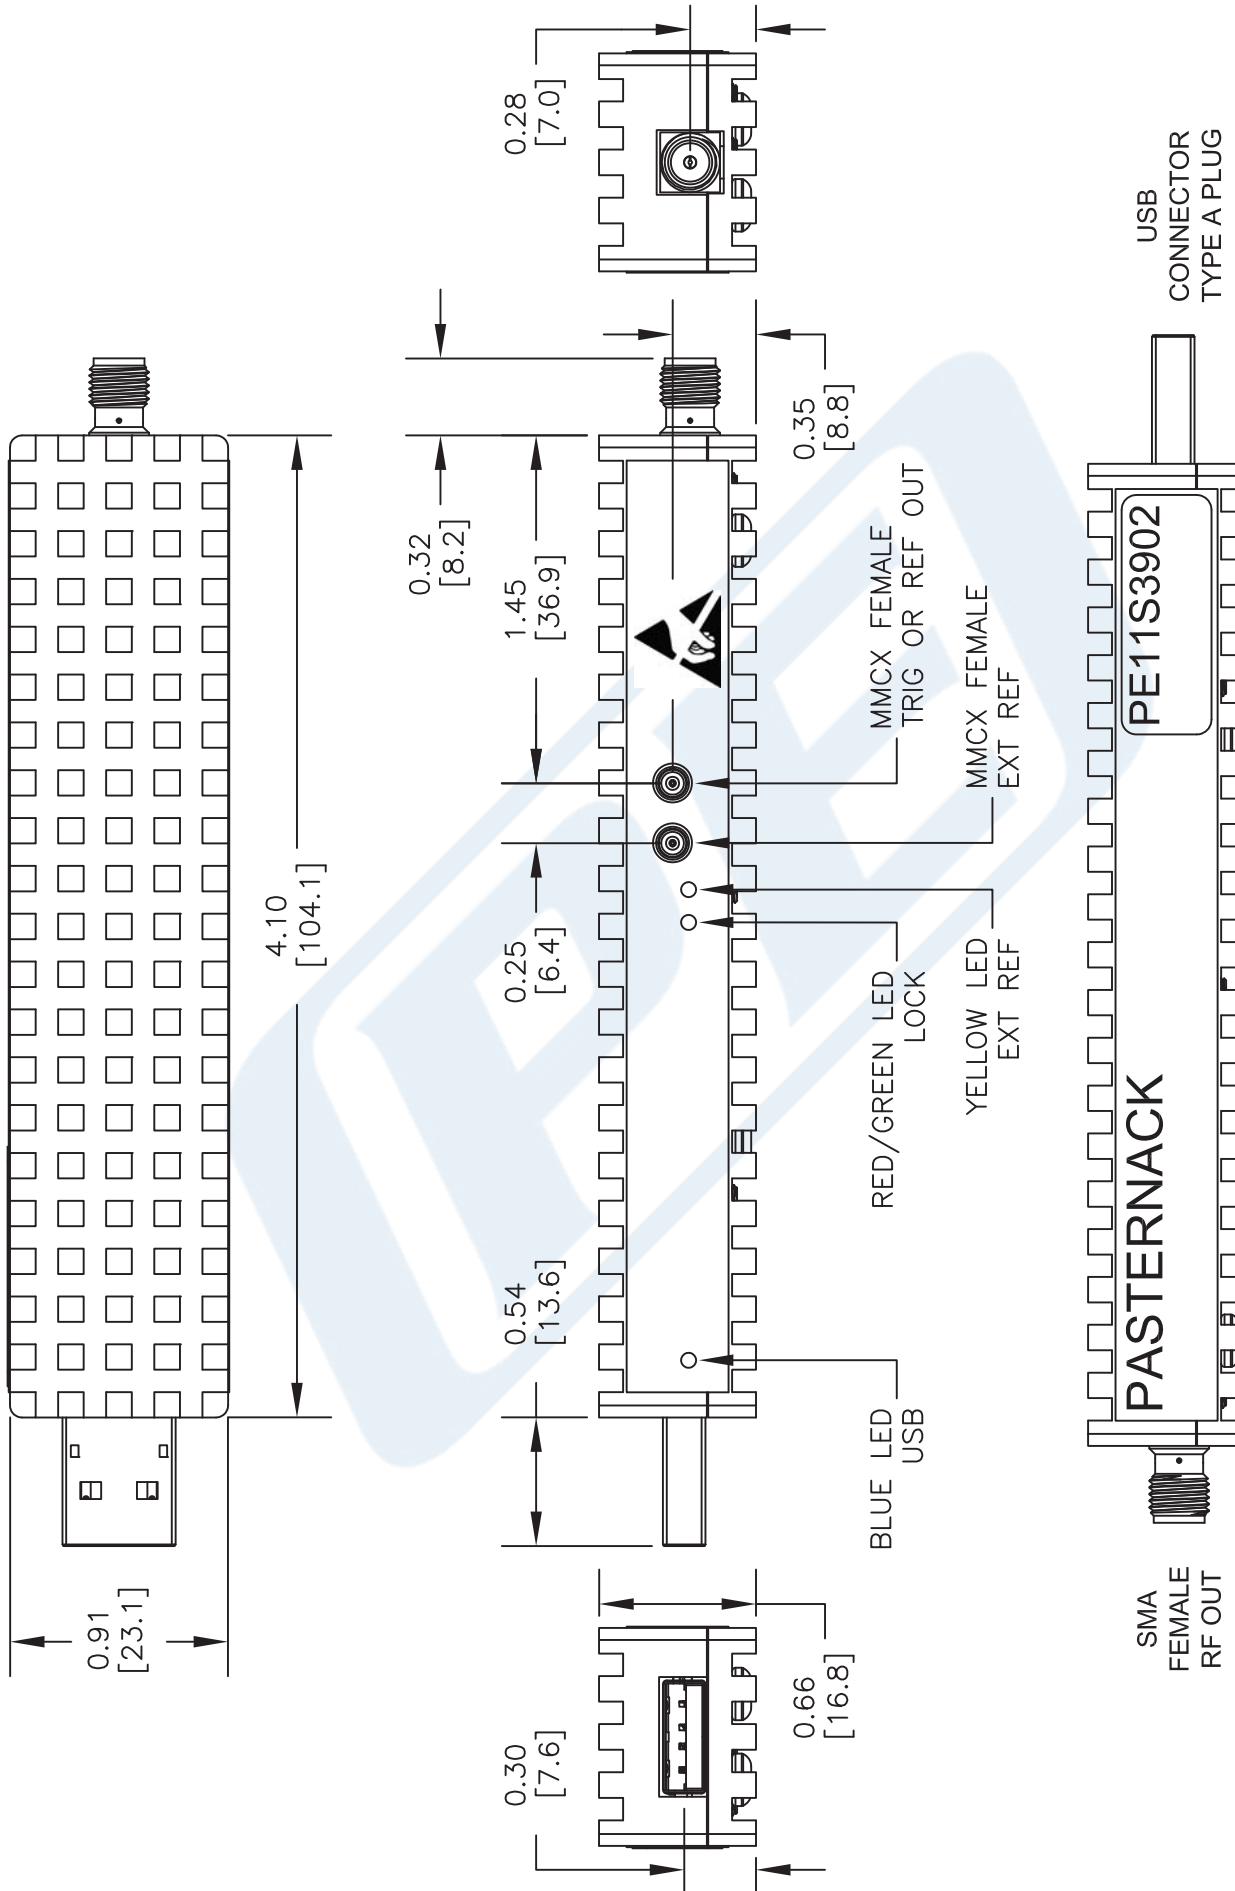 0.91
[23.1]
4.10
[104.1]
0.30
[7.6]
0.66
[16.8]
0.54
[13.6]
0.25
[6.4]
1.45
[36.9]
0.32
[8.2]
0.35
[8.8]
0.28
[7.0]
BLUE LED
USB
RED/GREEN LED
LOCK
YELLOW LED
EXT REF
MMCX FEMALE
EXT REF
MMCX FEMALE
TRIG OR REF OUT
SMA
FEMALE
RF OUT
PASTERNACK
PE11S3902
USB
CONNECTOR
TYPE A PLUG
PE